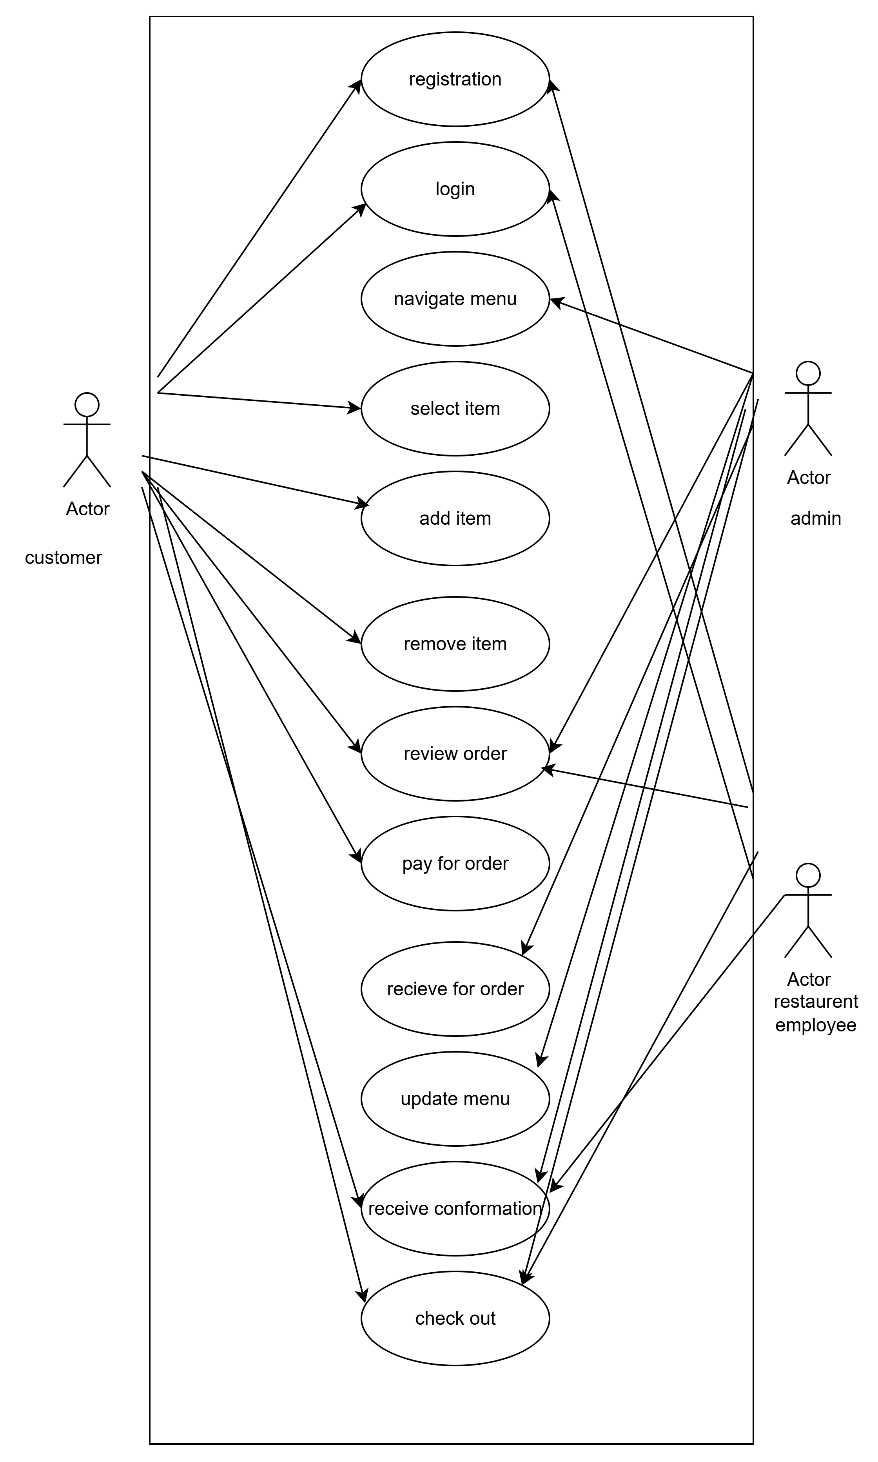 registration
login
navigate menu
select item
add item
remove item
review order
pay for order
recieve for order
update menu
receive conformation
check out
Actor
customer
Actor
admin
Actor
restaurent
employee